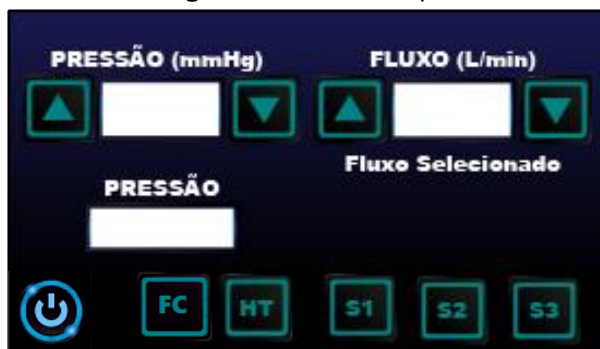 PRESSÃO (mmHg) FLUXO (L/min)
Fluxo Selecionado
PRESSÃO
FC HT S1 S2 S3